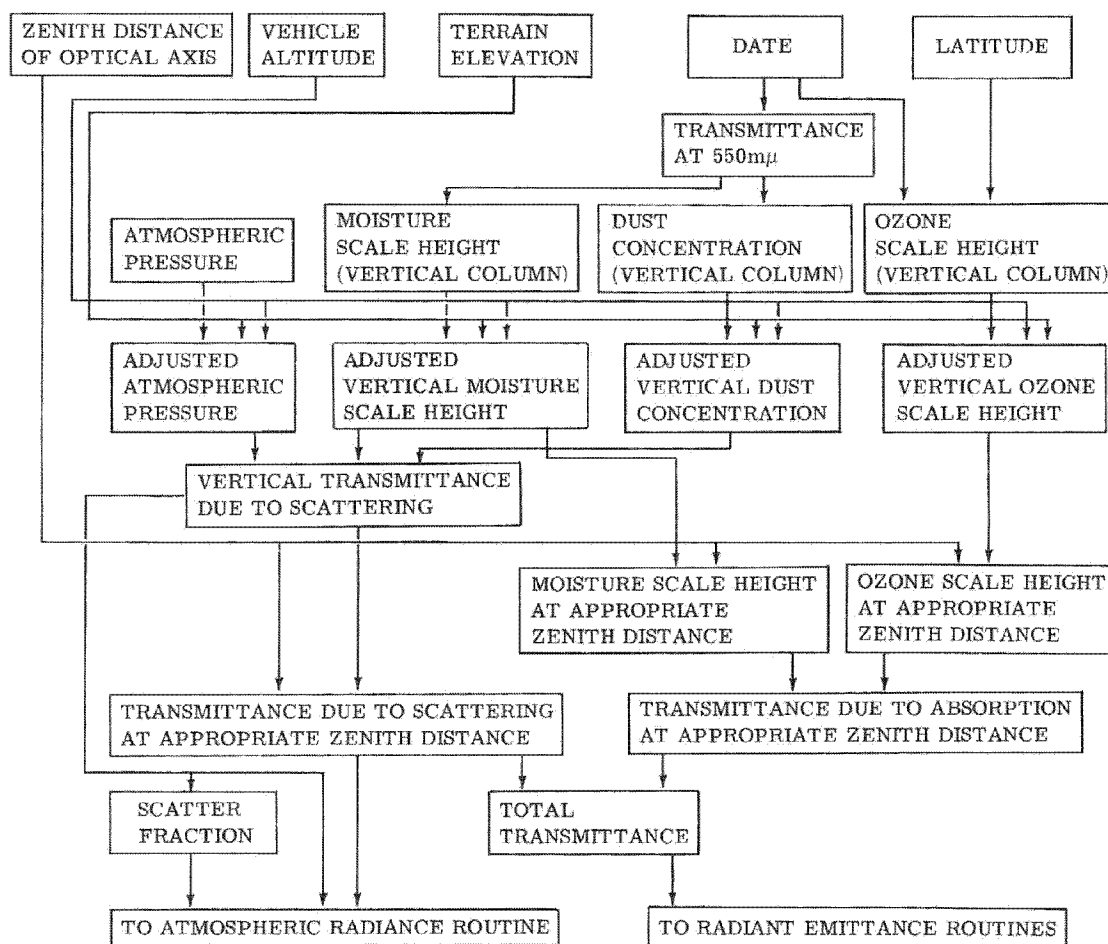 ZENITH DISTANCE
OF OPTICAL AXIS
VEHICLE
ALTITUDE
TERRAIN
ELEVATION
DATE
LATITUDE
TRANSMITTANCE
AT 550mμ
ATMOSPHERIC
PRESSURE
MOISTURE
SCALE HEIGHT
(VERTICAL COLUMN)
DUST
CONCENTRATION
(VERTICAL COLUMN)
OZONE
SCALE HEIGHT
(VERTICAL COLUMN)
ADJUSTED
ATMOSPHERIC
PRESSURE
ADJUSTED
VERTICAL MOISTURE
SCALE HEIGHT
ADJUSTED
VERTICAL DUST
CONCENTRATION
ADJUSTED
VERTICAL OZONE
SCALE HEIGHT
VERTICAL TRANSMITTANCE
DUE TO SCATTERING
MOISTURE SCALE HEIGHT
AT APPROPRIATE
ZENITH DISTANCE
OZONE SCALE HEIGHT
AT APPROPRIATE
ZENITH DISTANCE
TRANSMITTANCE DUE TO SCATTERING
AT APPROPRIATE ZENITH DISTANCE
TRANSMITTANCE DUE TO ABSORPTION
AT APPROPRIATE ZENITH DISTANCE
SCATTER
FRACTION
TOTAL
TRANSMITTANCE
TO ATMOSPHERIC RADIANCE ROUTINE
TO RADIANT EMITTANCE ROUTINES